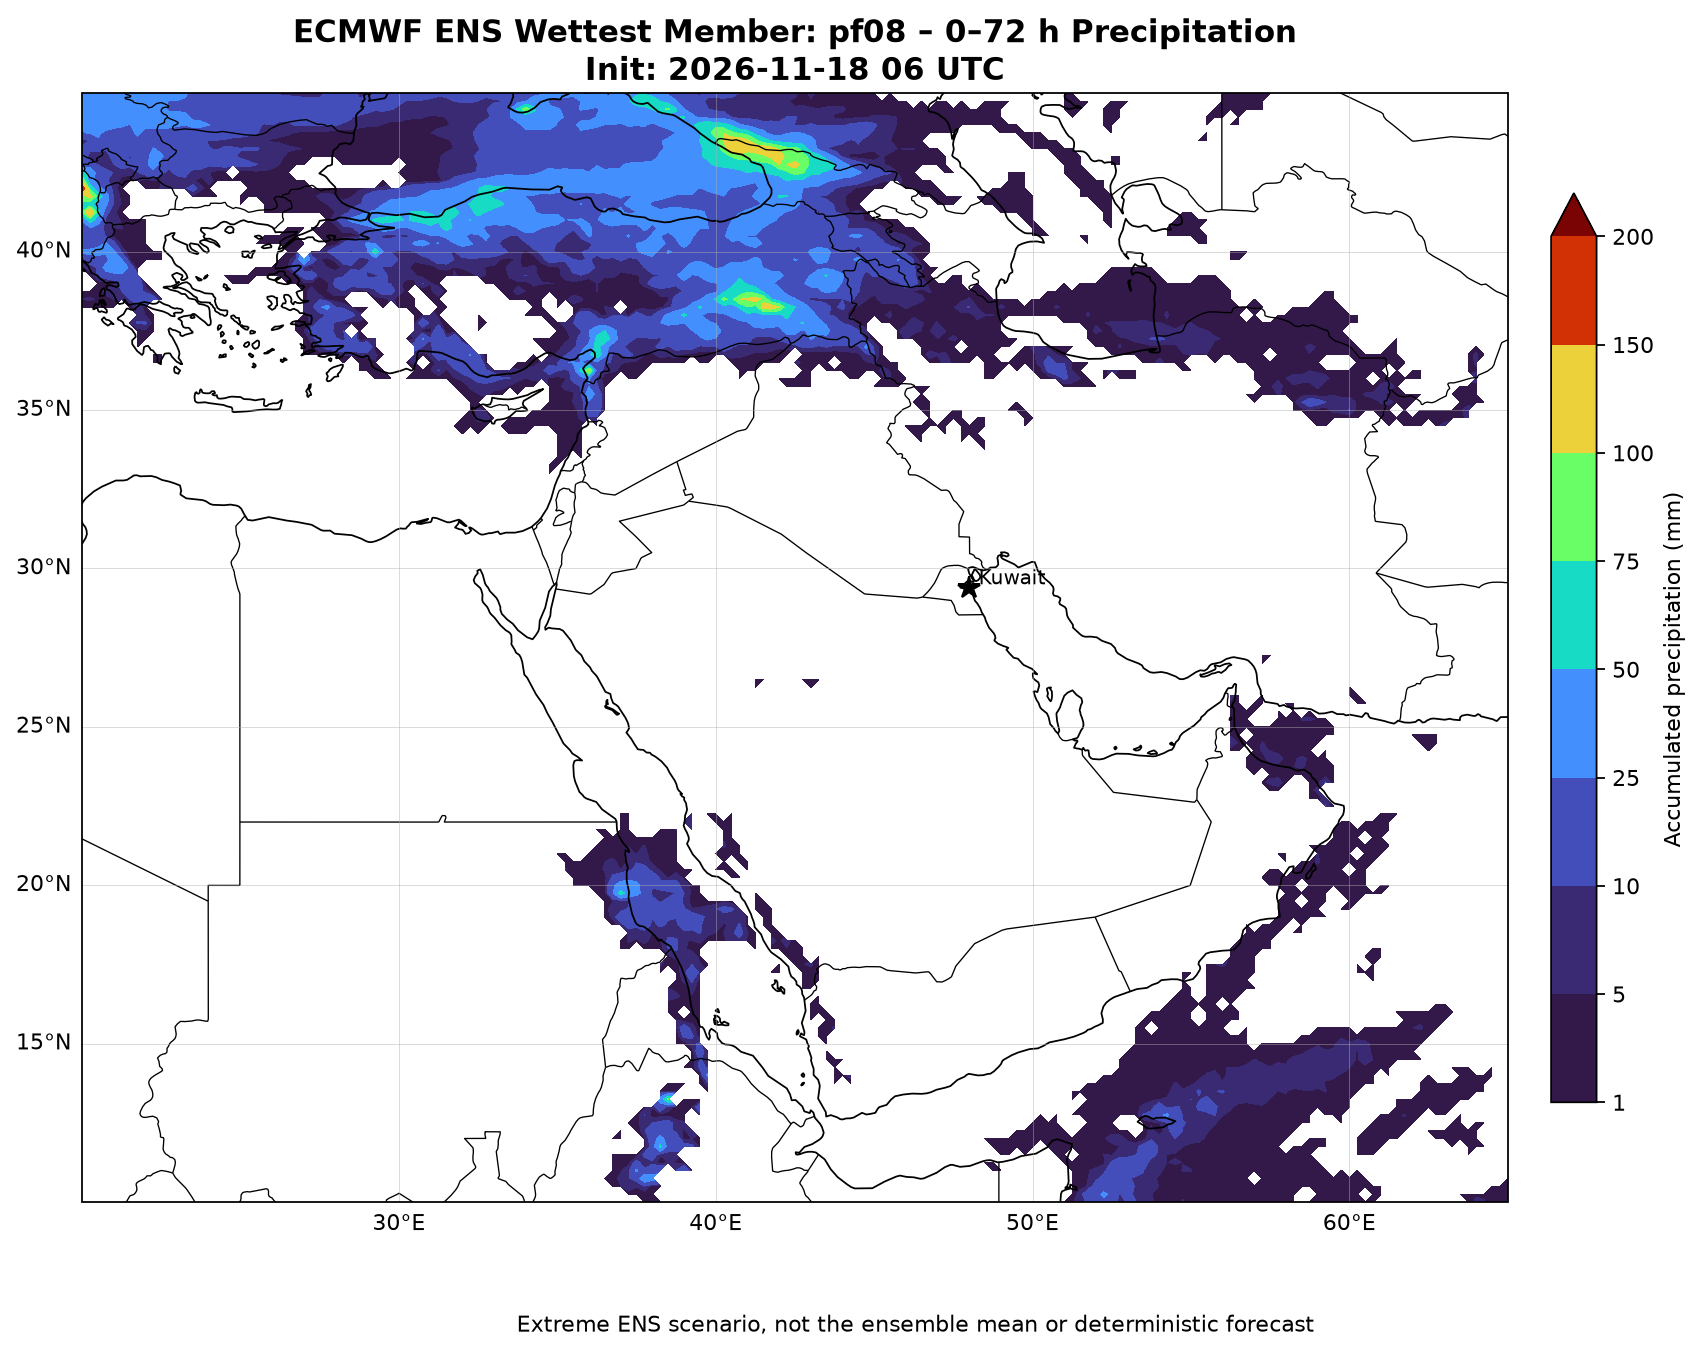 ECMWF ENS Wettest Member: pf08 – 0–72 h Precipitation
Init: 2026-11-18 06 UTC
40°N
35°N
30°N
25°N
20°N
15°N
Kuwait
30°E
40°E
50°E
60°E
200
150
100
75
50
25
10
5
1
Accumulated precipitation (mm)
Extreme ENS scenario, not the ensemble mean or deterministic forecast